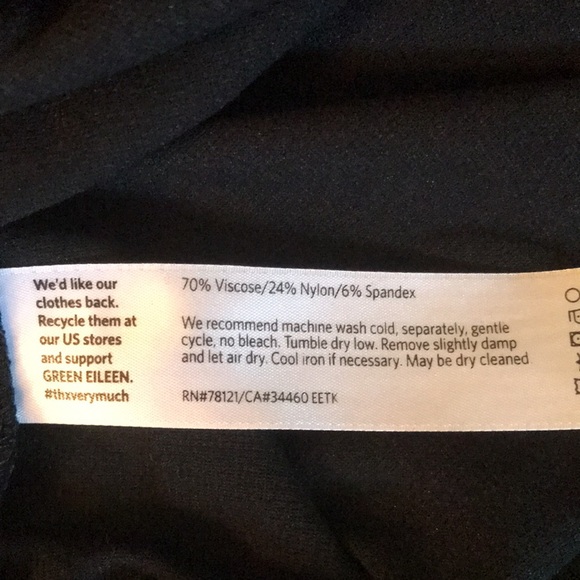 We'd like our
clothes back.
Recycle them at
our US stores
and support
GREEN EILEEN.
#thxverymuch
70% Viscose/24% Nylon/6% Spandex
We recommend machine wash cold, separately, gentle
cycle, no bleach. Tumble dry low. Remove slightly damp
and let air dry. Cool iron if necessary. May be dry cleaned
RN#78121/CA#34460 EETK